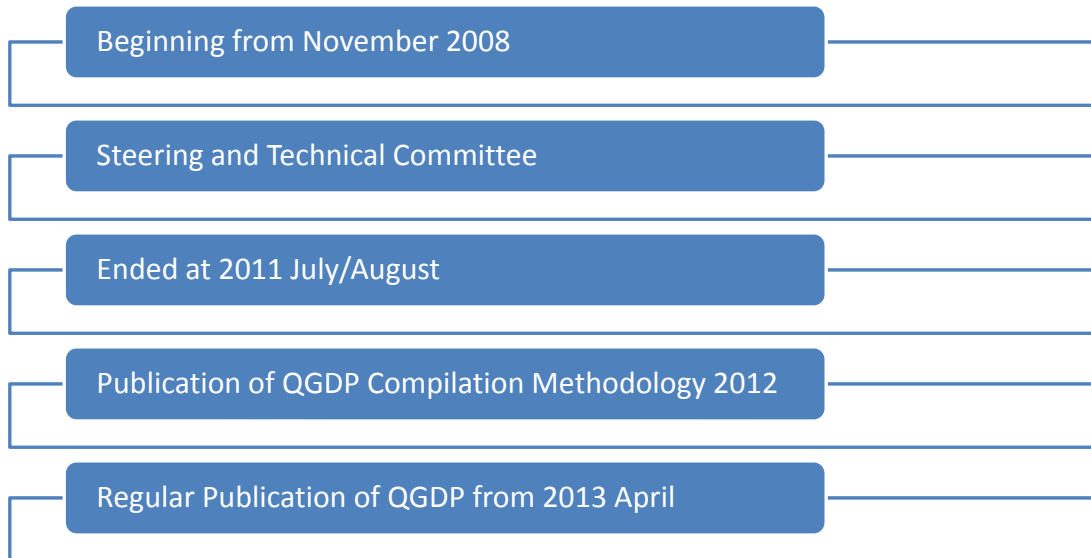 Beginning from November 2008
Steering and Technical Committee
Ended at 2011 July/August
Publication of QGDP Compilation Methodology 2012
Regular Publication of QGDP from 2013 April